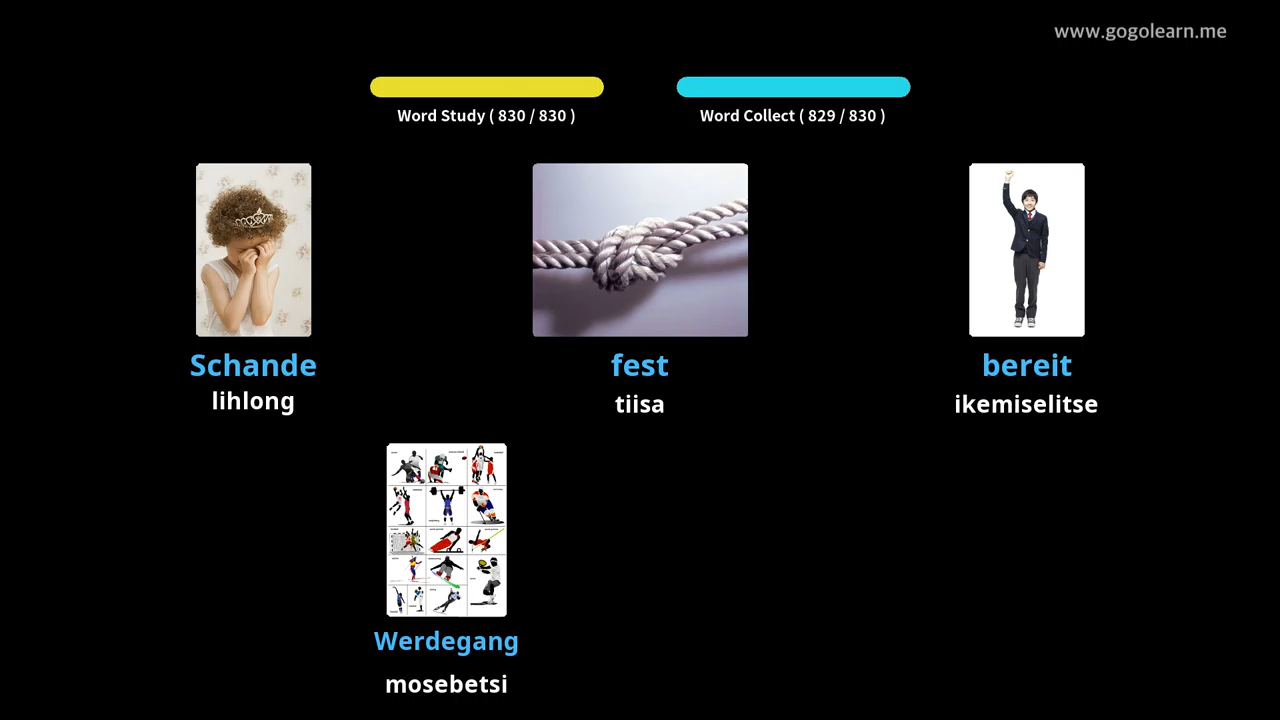 www.gogolearn.me
Word Study ( 830 / 830 )
Word Collect ( 829 / 830 )
Schande
lihlong
fest
tiisa
bereit
ikemiselitse
Werdegang
mosebetsi